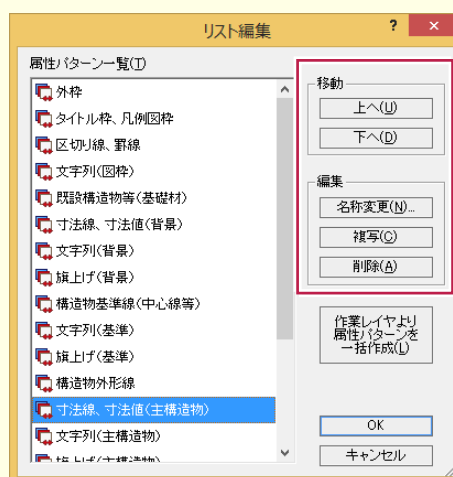 リスト編集
?
×
属性パターン一覧(T)
外枠
タイトル枠、凡例図枠
区切り線、罫線
文字列(図枠)
既設構造物等(基礎材)
寸法線、寸法値(背景)
文字列(背景)
旗上げ(背景)
構造物基準線(中心線等)
文字列(基準)
旗上げ(基準)
構造物外形線
寸法線、寸法値(主構造物)
文字列(主構造物)
旗上げ(主構造物)
移動
上へ(U)
下へ(D)
編集
名称変更(N)...
複写(C)
削除(A)
作業レイヤより
属性パターンを
一括作成(L)
OK
キャンセル